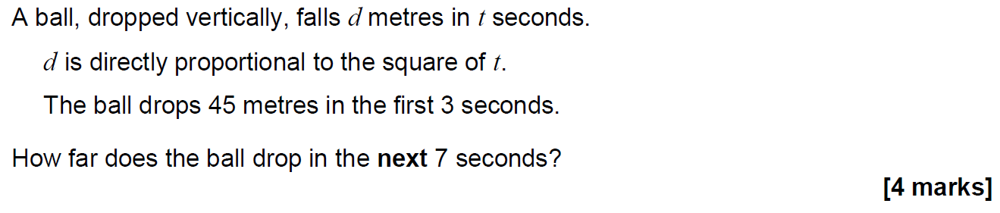 A ball, dropped vertically, falls d metres in t seconds.
d is directly proportional to the square of t.
The ball drops 45 metres in the first 3 seconds.
How far does the ball drop in the next 7 seconds?
[4 marks]